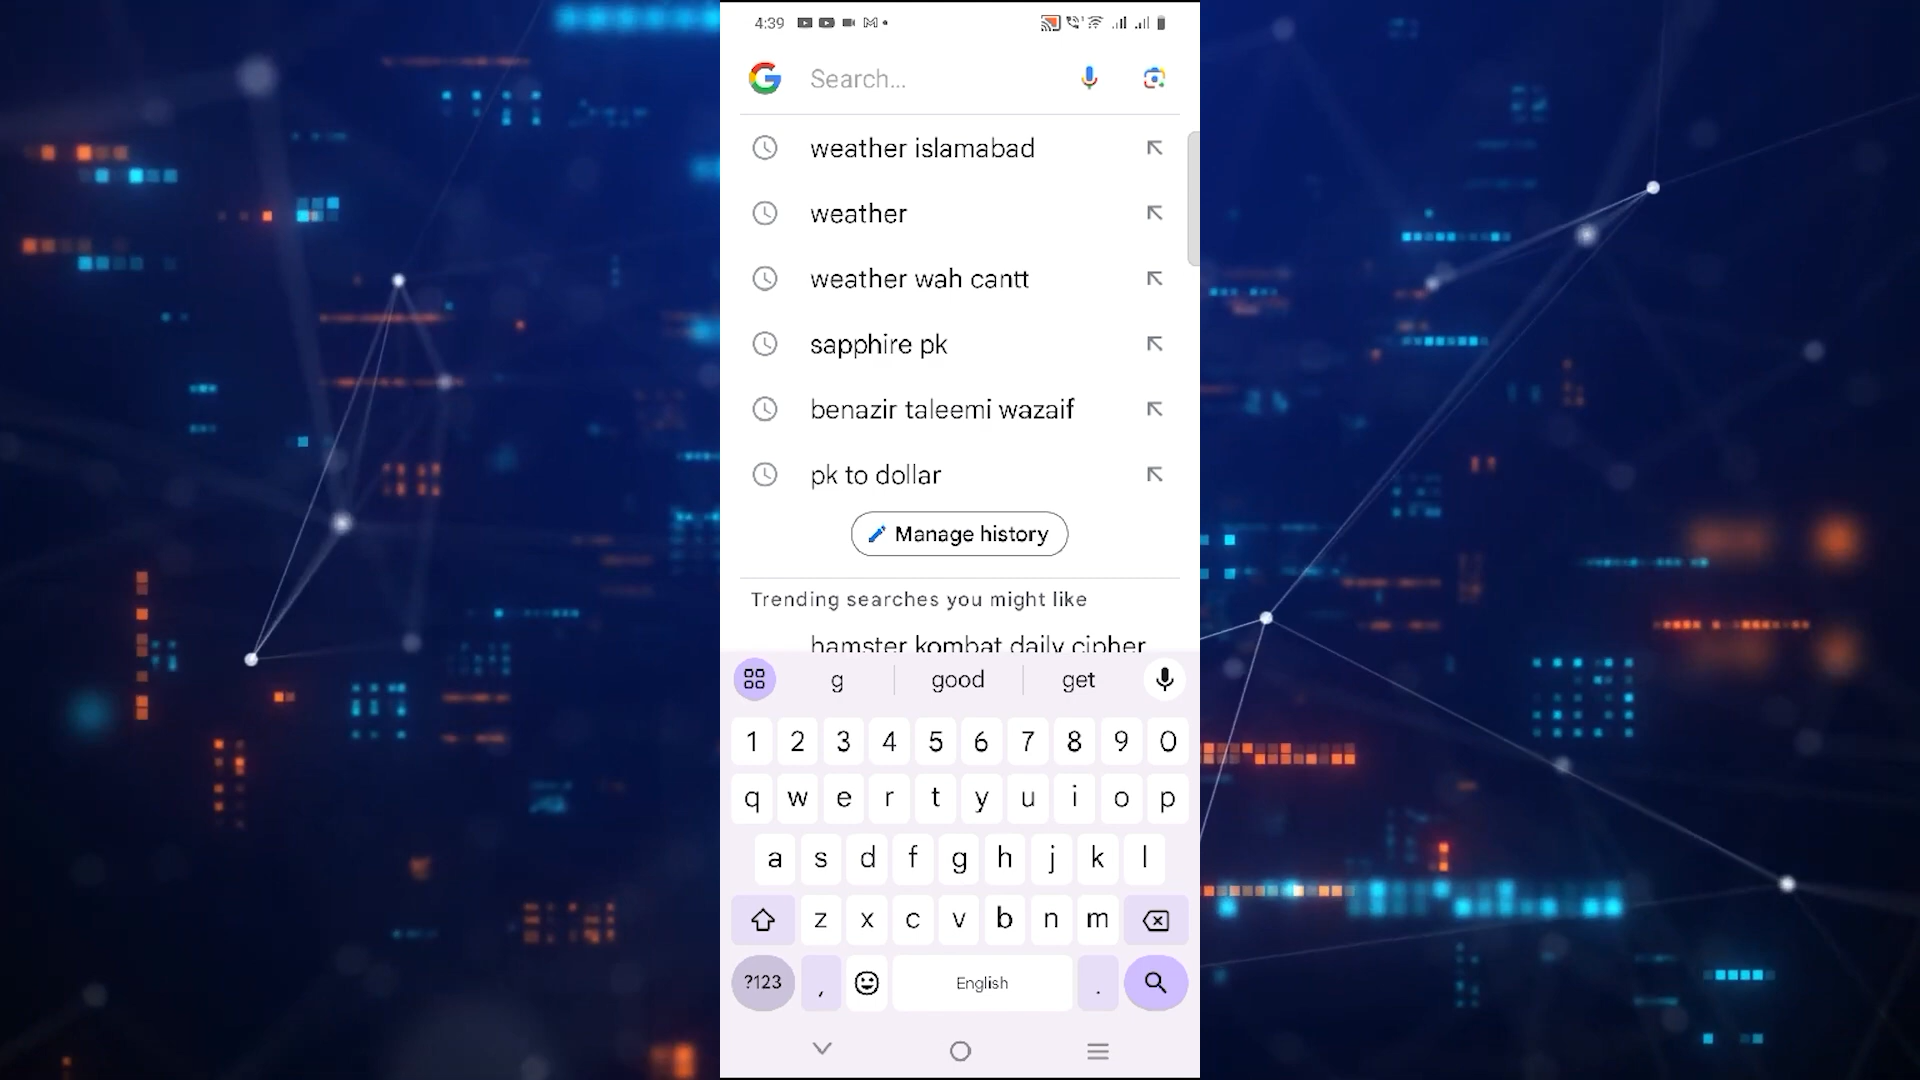 4:39
Search...
weather islamabad
weather
weather wah cantt
sapphire pk
benazir taleemi wazaif
pk to dollar
Manage history
Trending searches you might like
hamster kombat daily cipher
g good get
1 2 3 4 5 6 7 8 9 0
q w e r t y u i o p
a s d f g h j k l
z x c v b n m
?123 , English .